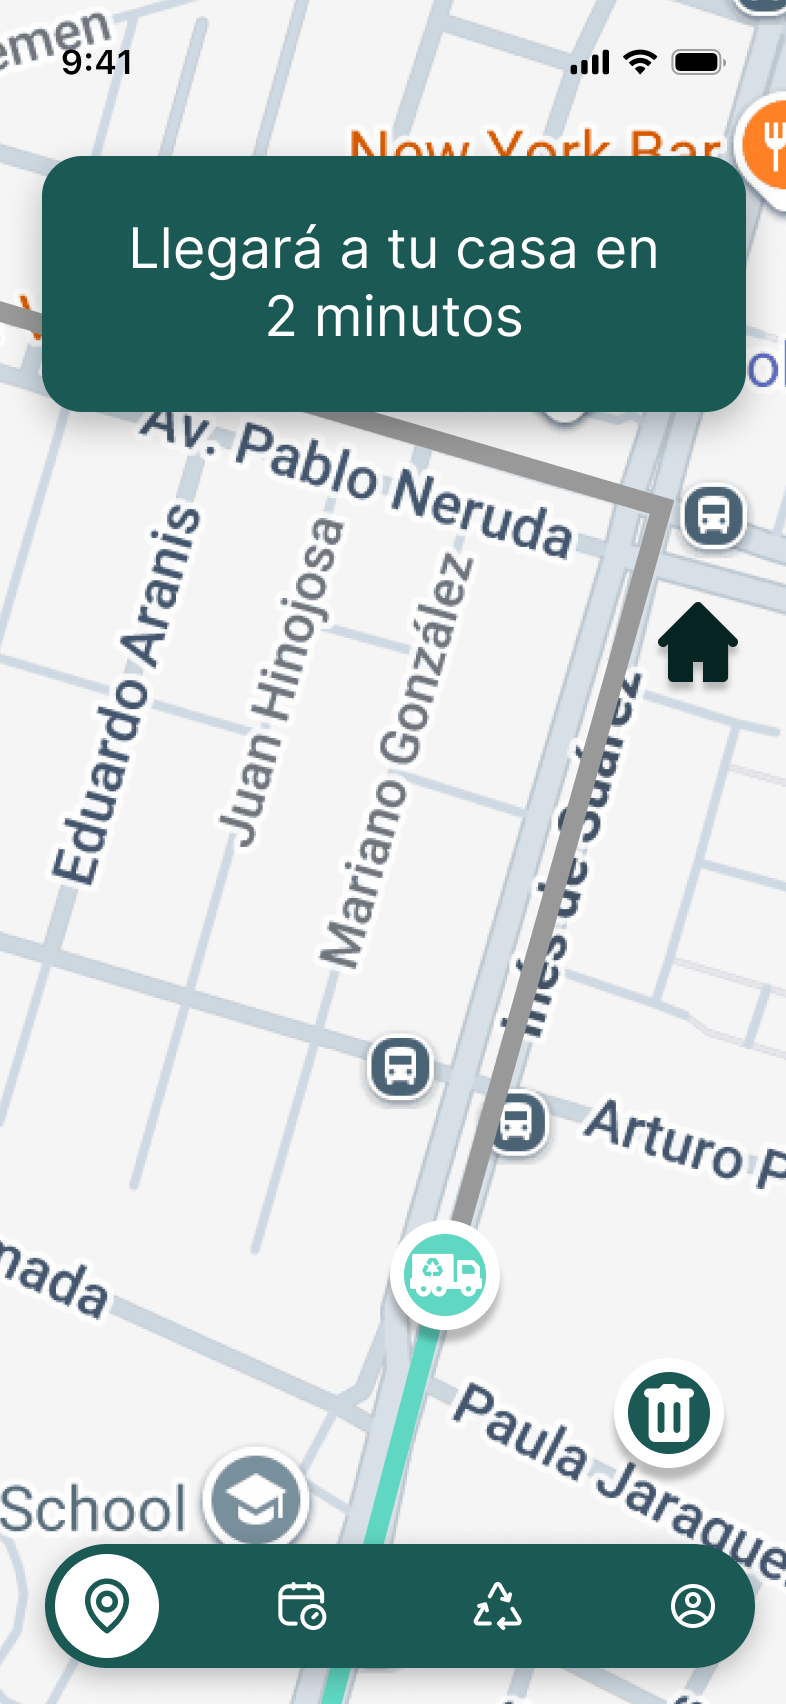 9:41
New York Bar
Llegará a tu casa en
2 minutos
Av. Pablo Neruda
Eduardo Aranis
Juan Hinojosa
Mariano González
Inés de Suárez
Arturo P
Paula Jaraque
School